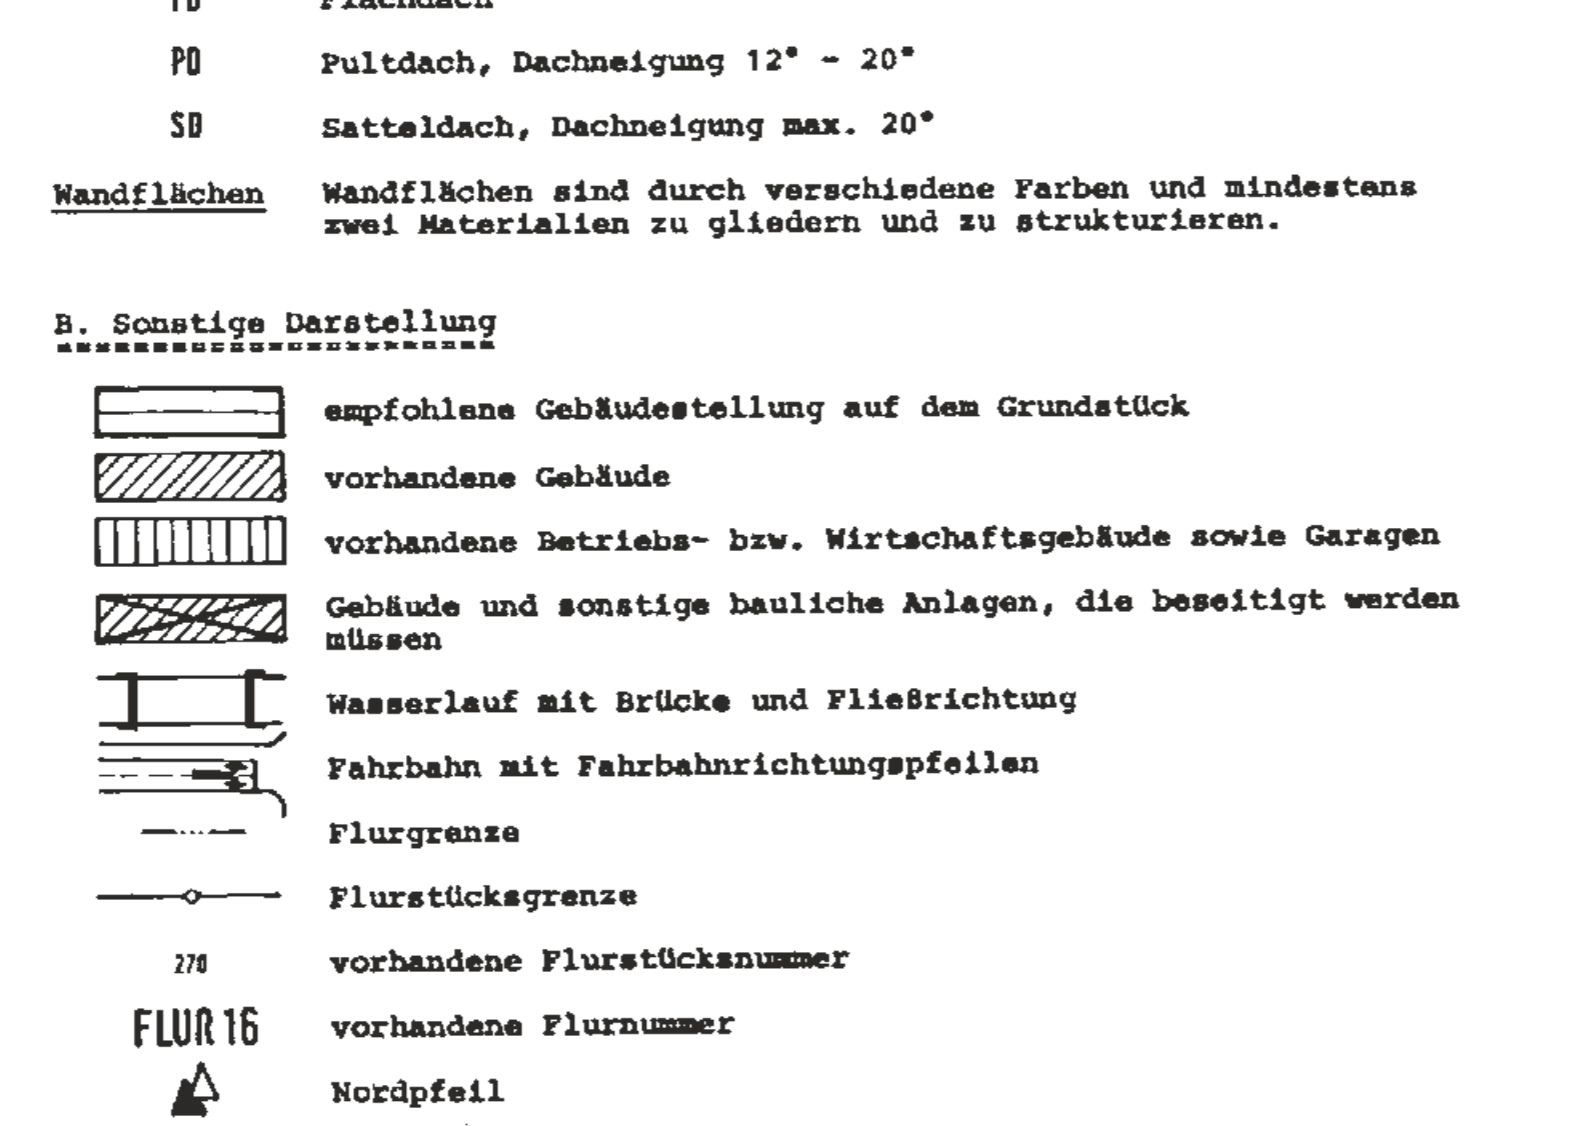 FD Flachdach
PD Pultdach, Dachneigung 12° - 20°
SD Satteldach, Dachneigung max. 20°
Wandflächen Wandflächen sind durch verschiedene Farben und mindestens
zwei Materialien zu gliedern und zu strukturieren.
B. Sonstige Darstellung
empfohlene Gebäudestellung auf dem Grundstück
vorhandene Gebäude
vorhandene Betriebs- bzw. Wirtschaftsgebäude sowie Garagen
Gebäude und sonstige bauliche Anlagen, die beseitigt werden
müssen
Wasserlauf mit Brücke und Fließrichtung
Fahrbahn mit Fahrbahnrichtungspfeilen
Flurgrenze
Flurstücksgrenze
270 vorhandene Flurstücksnummer
FLUR 16 vorhandene Flurnummer
Nordpfeil